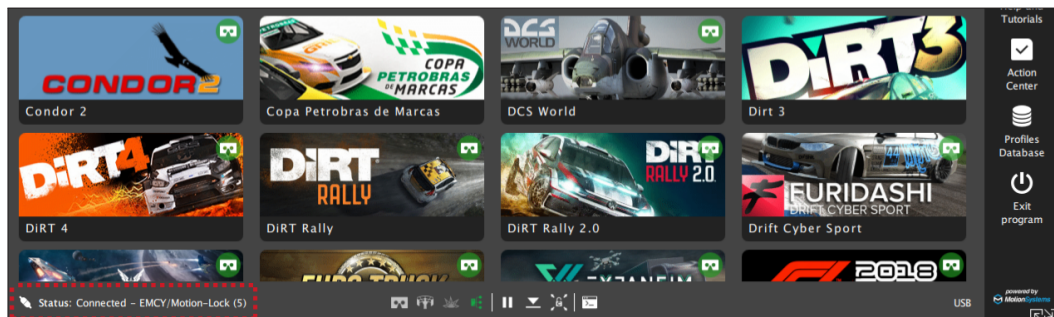 Tutorials
Action
Center
Profiles
Database
Exit
program
CONDOR2
Condor 2
COPA
PETROBRAS
DE MARCAS
Copa Petrobras de Marcas
DCS
WORLD
DCS World
DiRT3
Dirt 3
DiRT4
DiRT 4
DiRT
RALLY
DiRT Rally
DiRT
RALLY 2.0
DiRT Rally 2.0
FURIDASHI
DRIFT CYBER SPORT
Drift Cyber Sport
EURO TRUCK
2018
Status: Connected - EMCY/Motion-Lock (5)
USB
powered by
MotionSystems